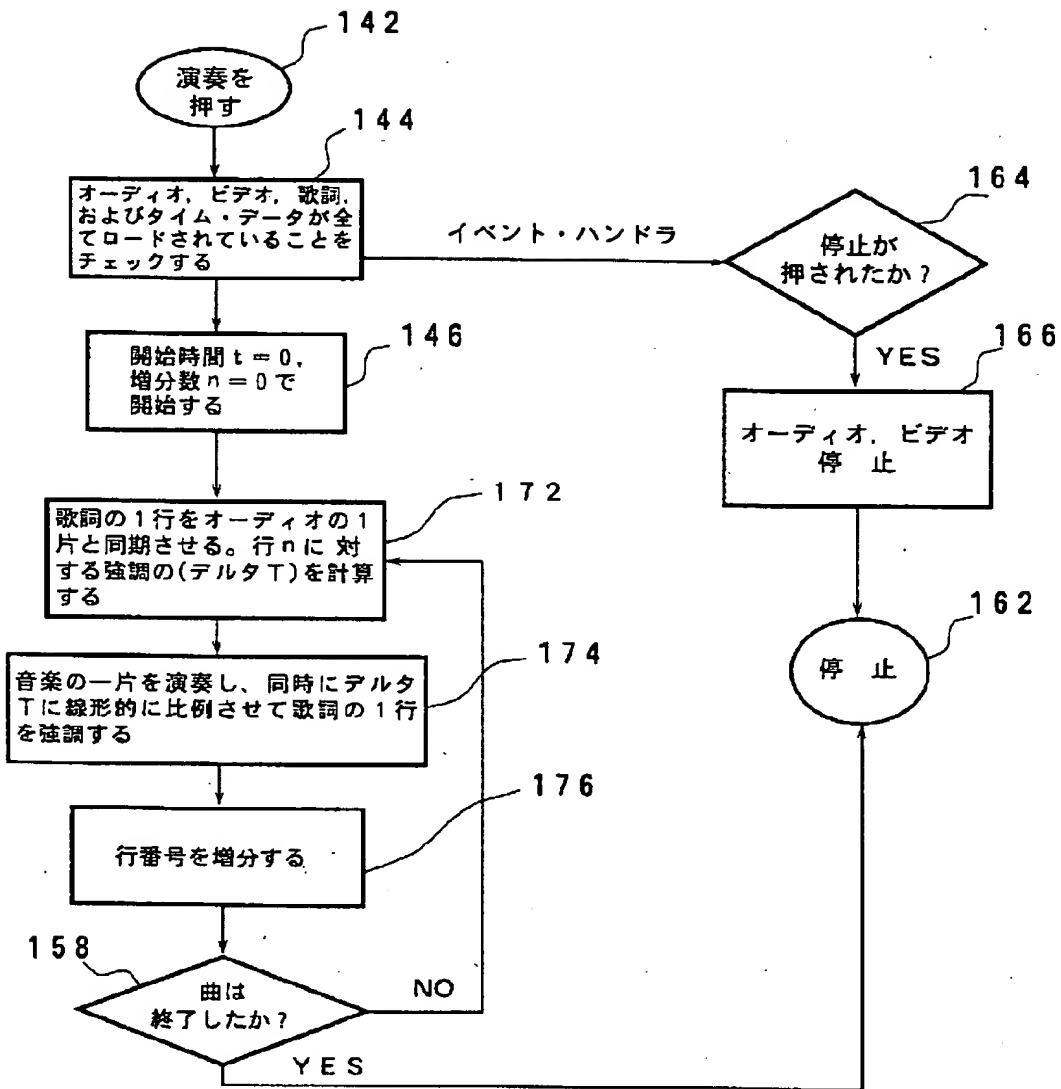 142
演奏を
押す
144
オーディオ，ビデオ，歌詞，
およびタイム・データが全
てロードされていることを
チェックする
イベント・ハンドラ
164
停止が
押されたか？
YES
166
オーディオ，ビデオ
停 止
162
停 止
146
開始時間ｔ＝０，
増分数ｎ＝０で
開始する
172
歌詞の１行をオーディオの１
片と同期させる。行ｎに 対
する強調の(デルタＴ)を計算
する
174
音楽の一片を演奏し、同時にデルタ
Ｔに線形的に比例させて歌詞の１行
を強調する
176
行番号を増分する
158
曲は
終了したか？
NO
YES